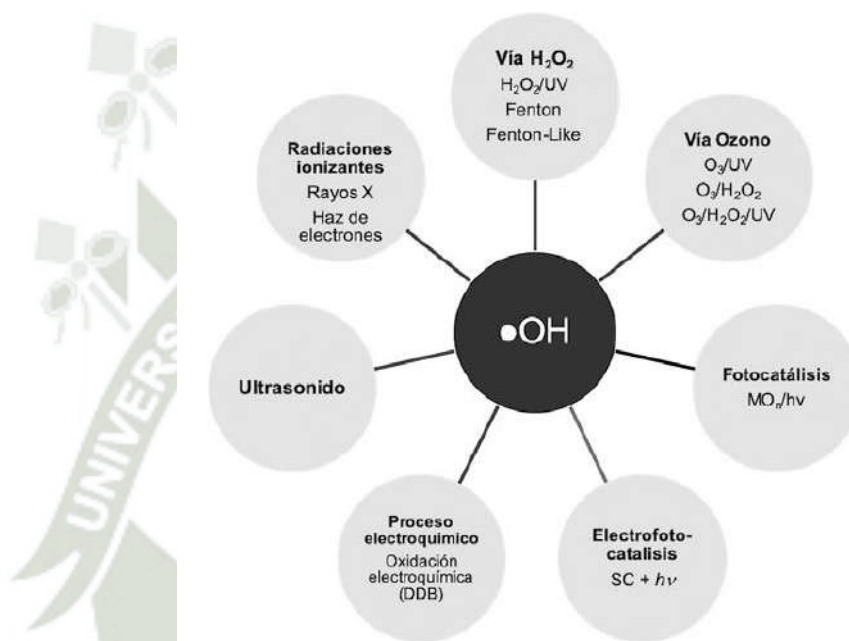 Vía H₂O₂
H₂O₂/UV
Fenton
Fenton-Like
Vía Ozono
O₃/UV
O₃/H₂O₂
O₃/H₂O₂/UV
Fotocatálisis
MOₙ/hv
Electrofoto-
catalisis
SC + hν
Proceso
electroquímico
Oxidación
electroquímica
(DDB)
Ultrasonido
Radiaciones
ionizantes
Rayos X
Haz de
electrones
•OH
UNIVERS